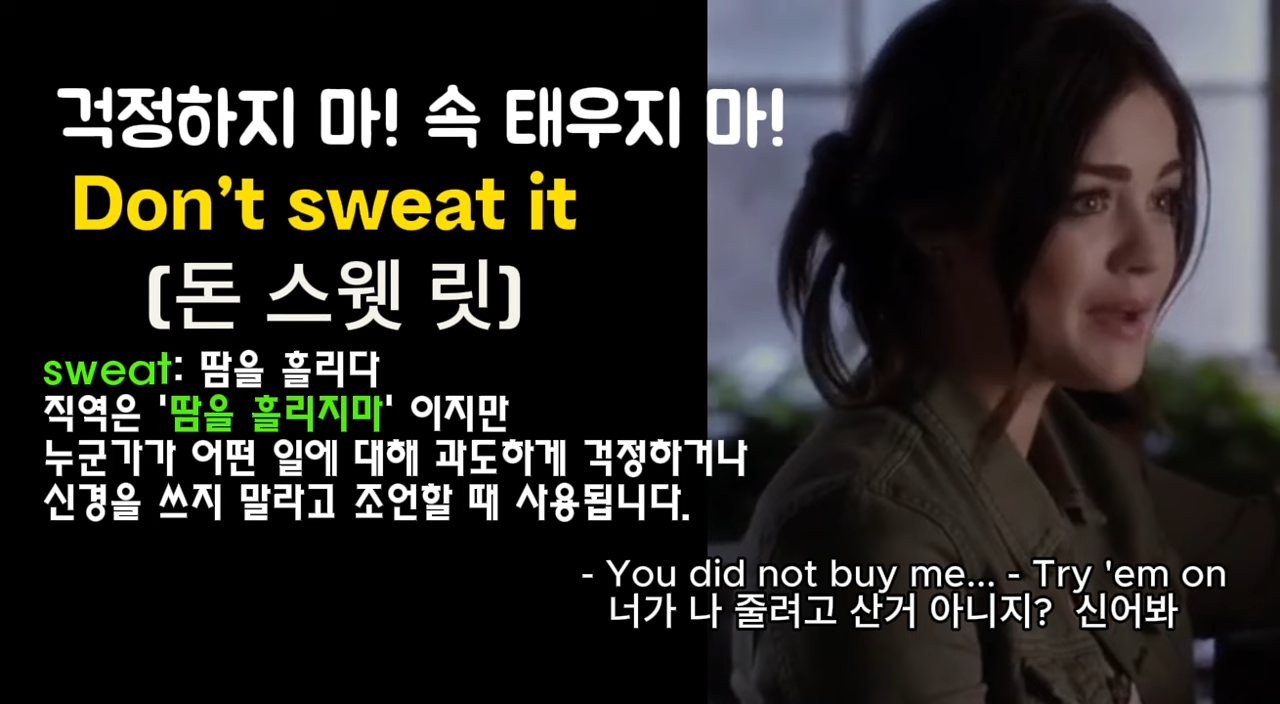 걱정하지 마! 속 태우지 마!
Don't sweat it
(돈 스웻 릿)
sweat: 땀을 흘리다
직역은 '땀을 흘리지마' 이지만
누군가가 어떤 일에 대해 과도하게 걱정하거나
신경을 쓰지 말라고 조언할 때 사용됩니다.
- You did not buy me... - Try 'em on
너가 나 줄려고 산거 아니지? 신어봐